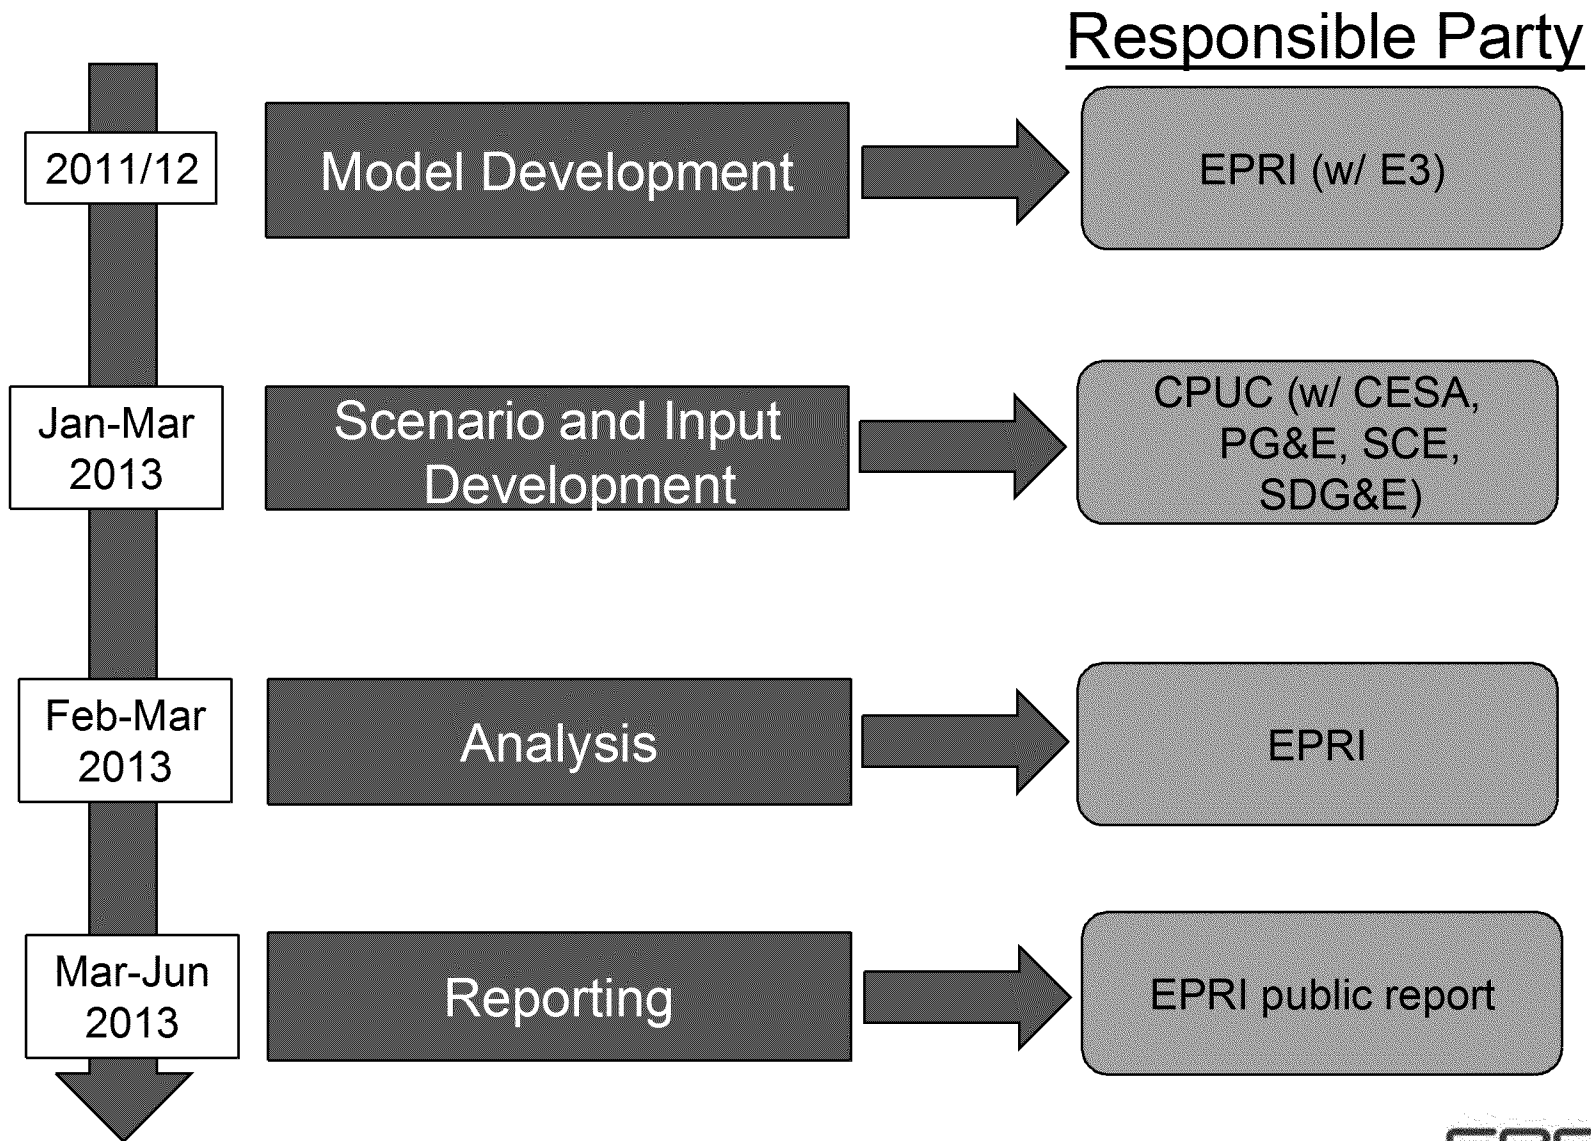 Responsible Party
2011/12
Model Development
EPRI (w/ E3)
Jan-Mar
2013
Scenario and Input
Development
CPUC (w/ CESA,
PG&E, SCE,
SDG&E)
Feb-Mar
2013
Analysis
EPRI
Mar-Jun
2013
Reporting
EPRI public report